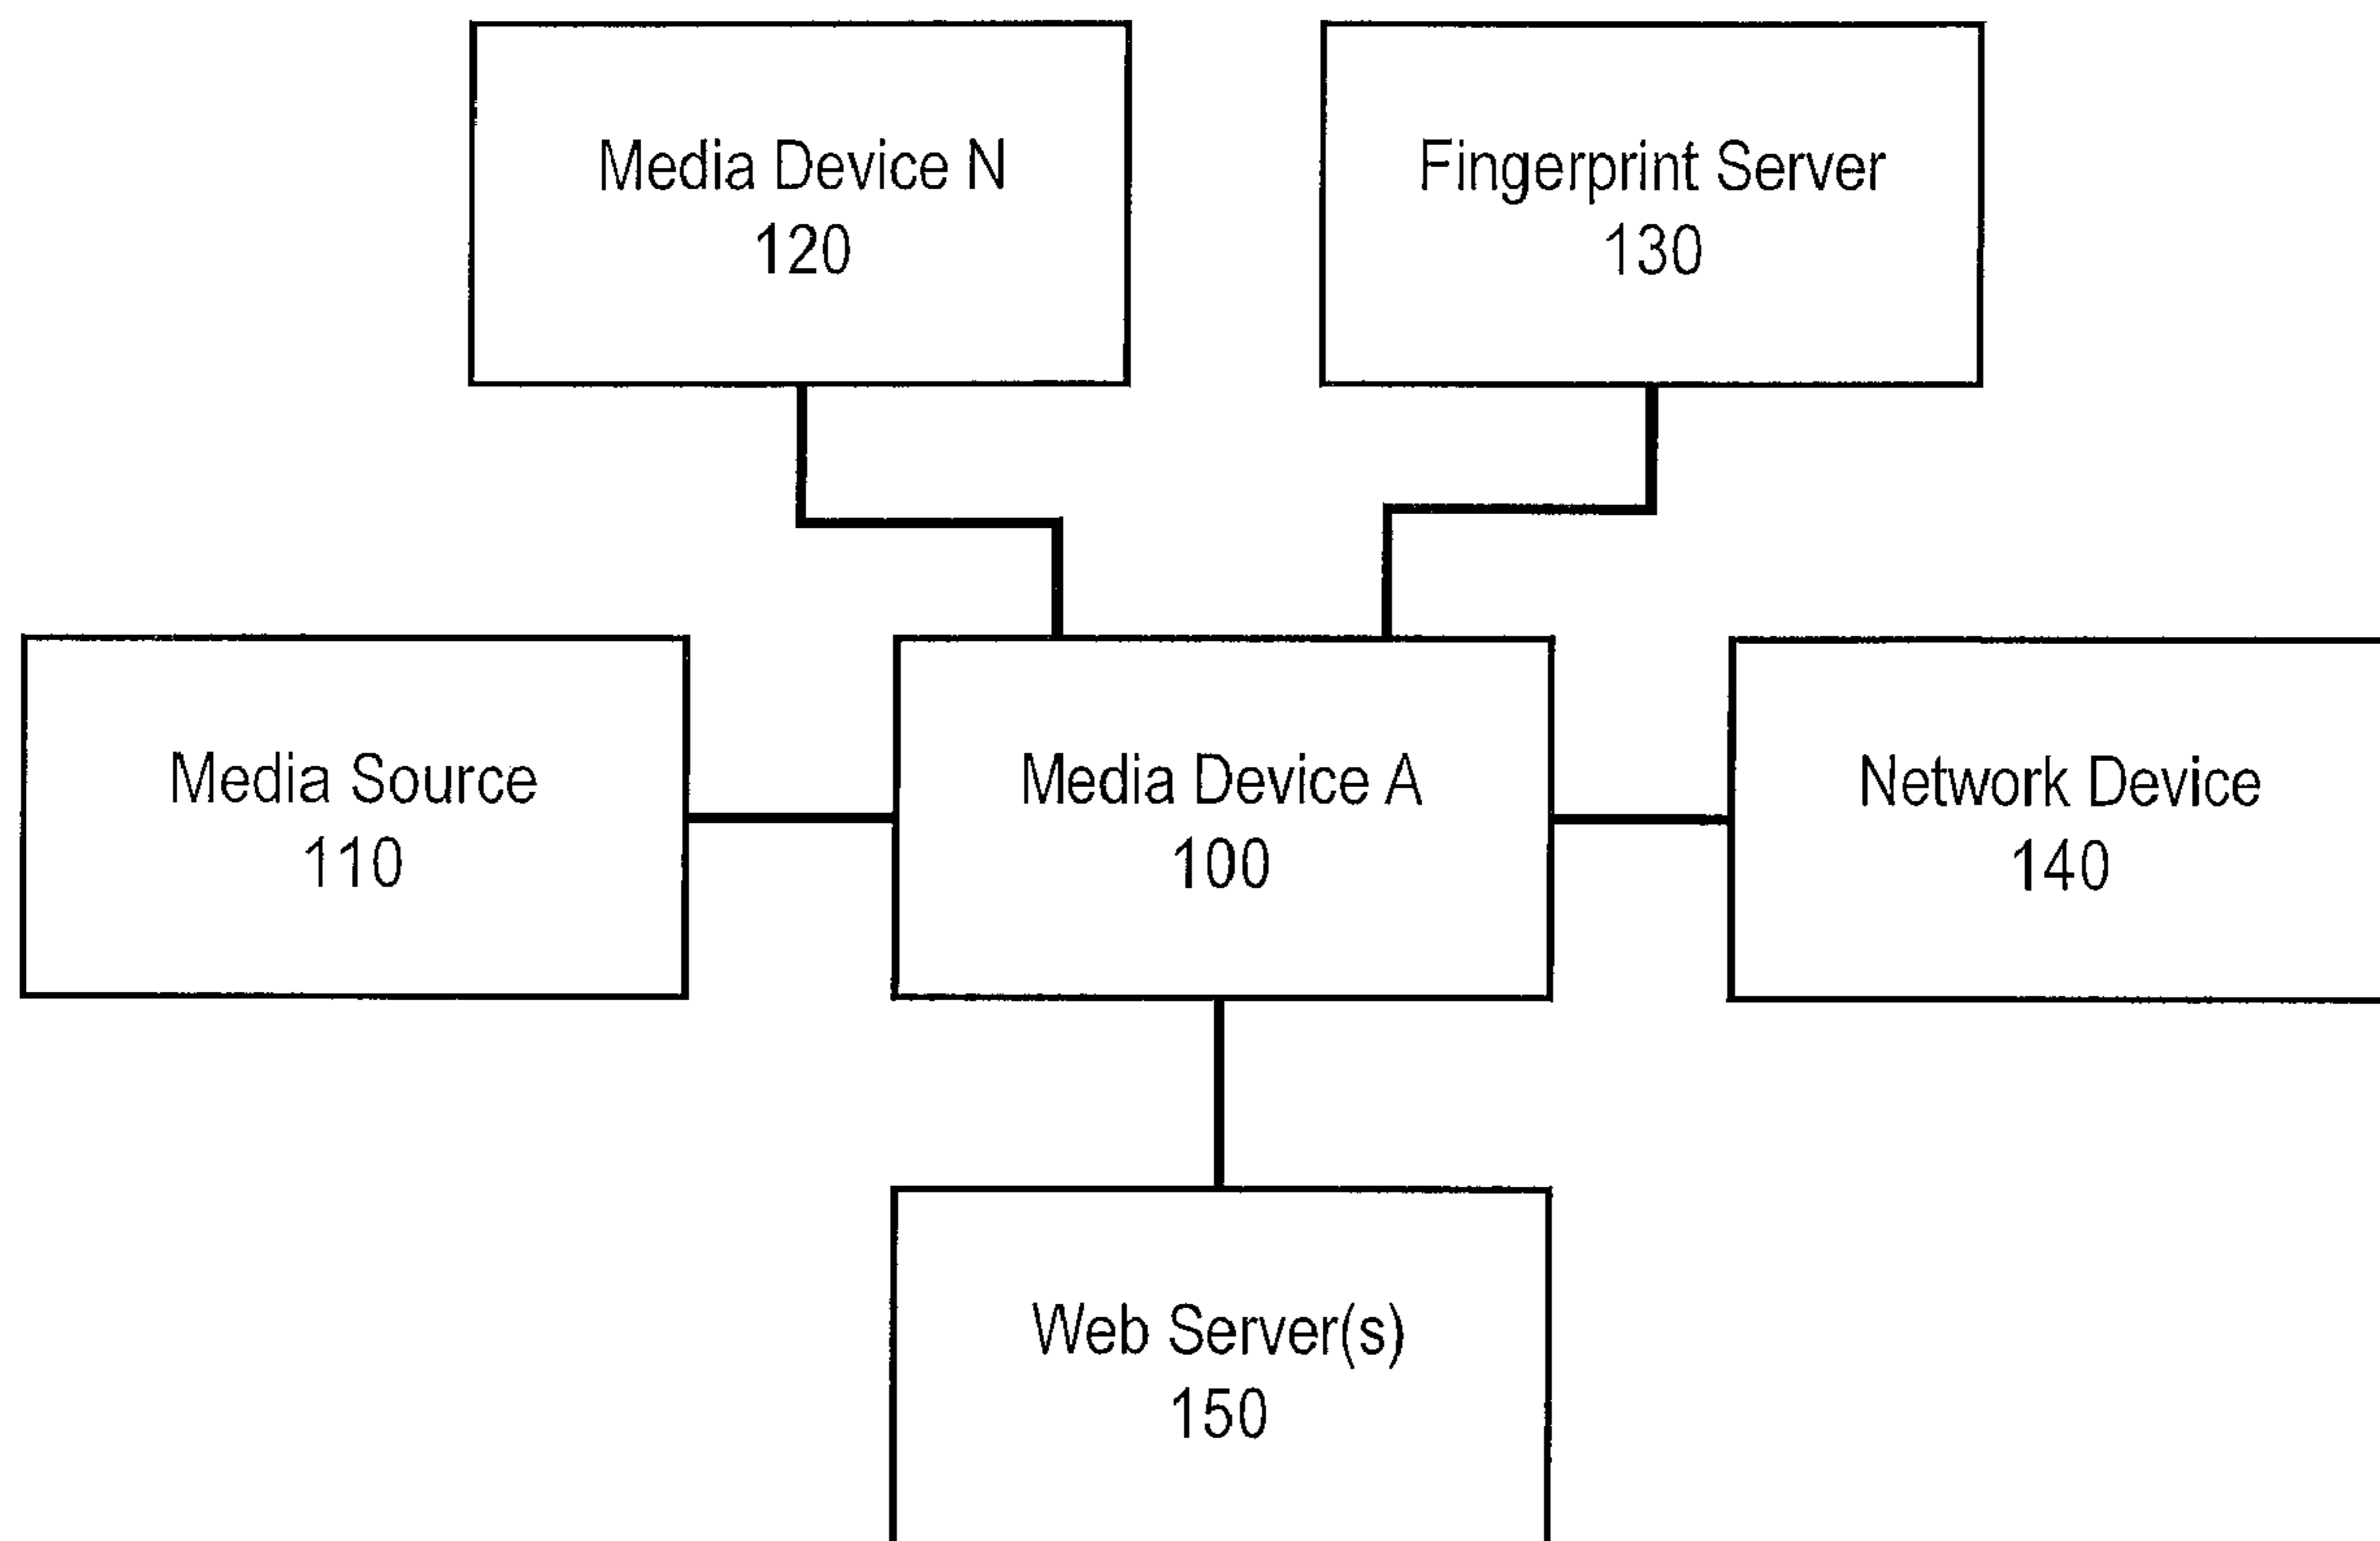 Media Device N
120
Fingerprint Server
130
Media Source
110
Media Device A
100
Network Device
140
Web Server(s)
150